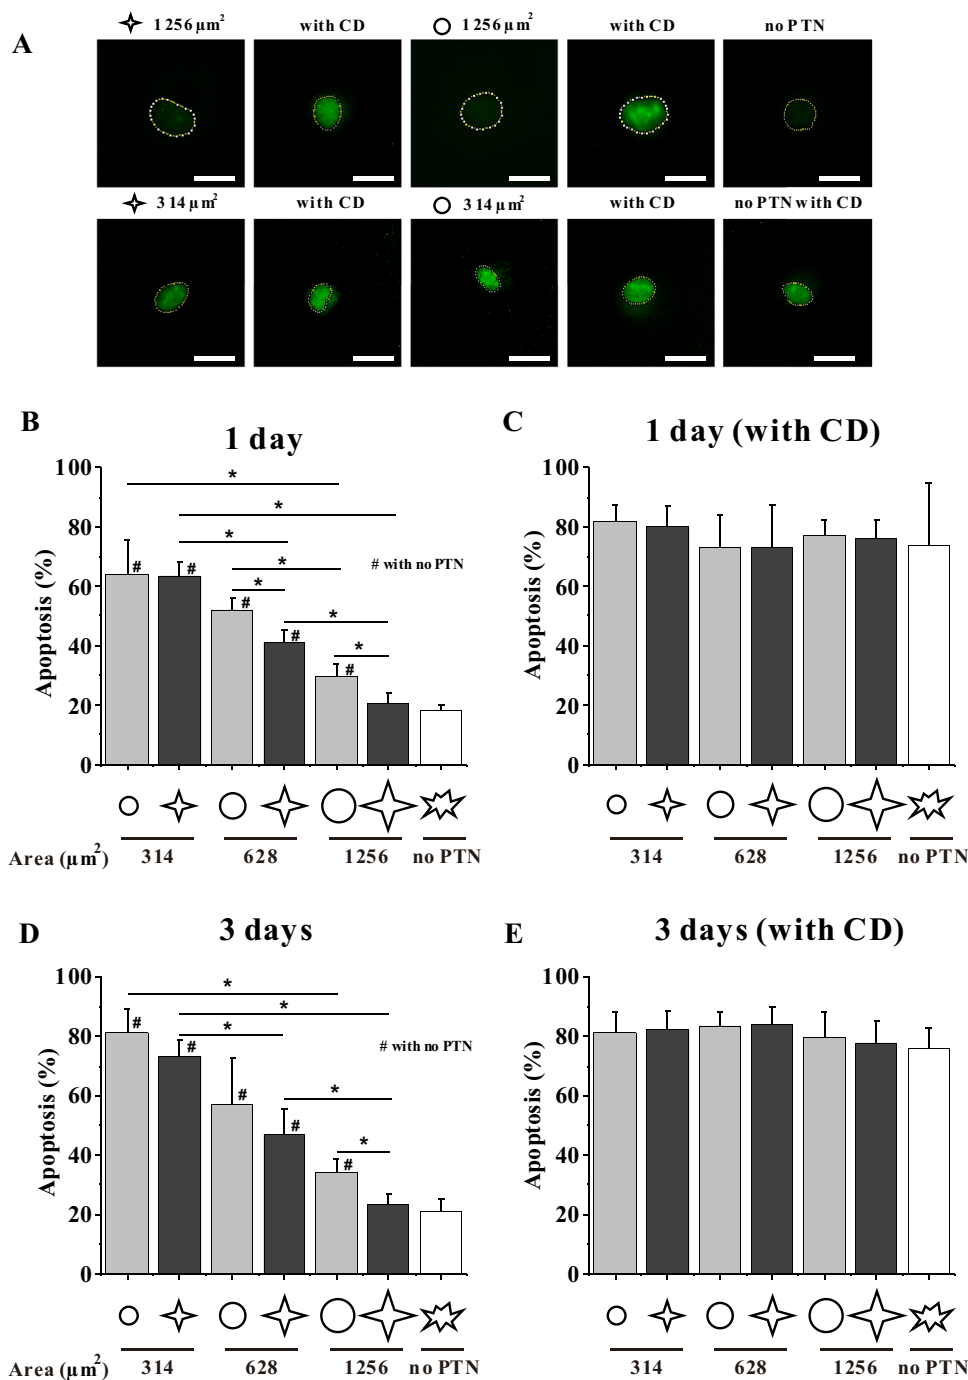 A
1256 µm²
with CD
1256 µm²
with CD
no PTN
314 µm²
with CD
314 µm²
with CD
no PTN with CD
B
1 day
Apoptosis (%)
100
80
60
40
20
0
*
*
*
*
*
*
*
# with no PTN
#
#
#
#
#
Area (µm²)
314
628
1256
no PTN
C
1 day (with CD)
Apoptosis (%)
100
80
60
40
20
0
314
628
1256
no PTN
D
3 days
Apoptosis (%)
100
80
60
40
20
0
*
*
*
*
*
# with no PTN
#
#
#
#
#
Area (µm²)
314
628
1256
no PTN
E
3 days (with CD)
Apoptosis (%)
100
80
60
40
20
0
314
628
1256
no PTN